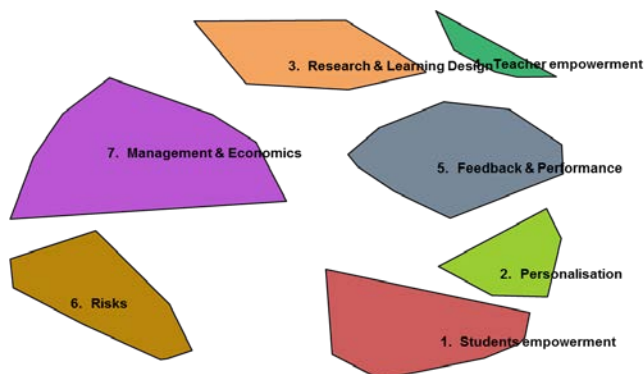 3. Research & Learning Design
4. Teacher empowerment
7. Management & Economics
5. Feedback & Performance
2. Personalisation
6. Risks
1. Students empowerment